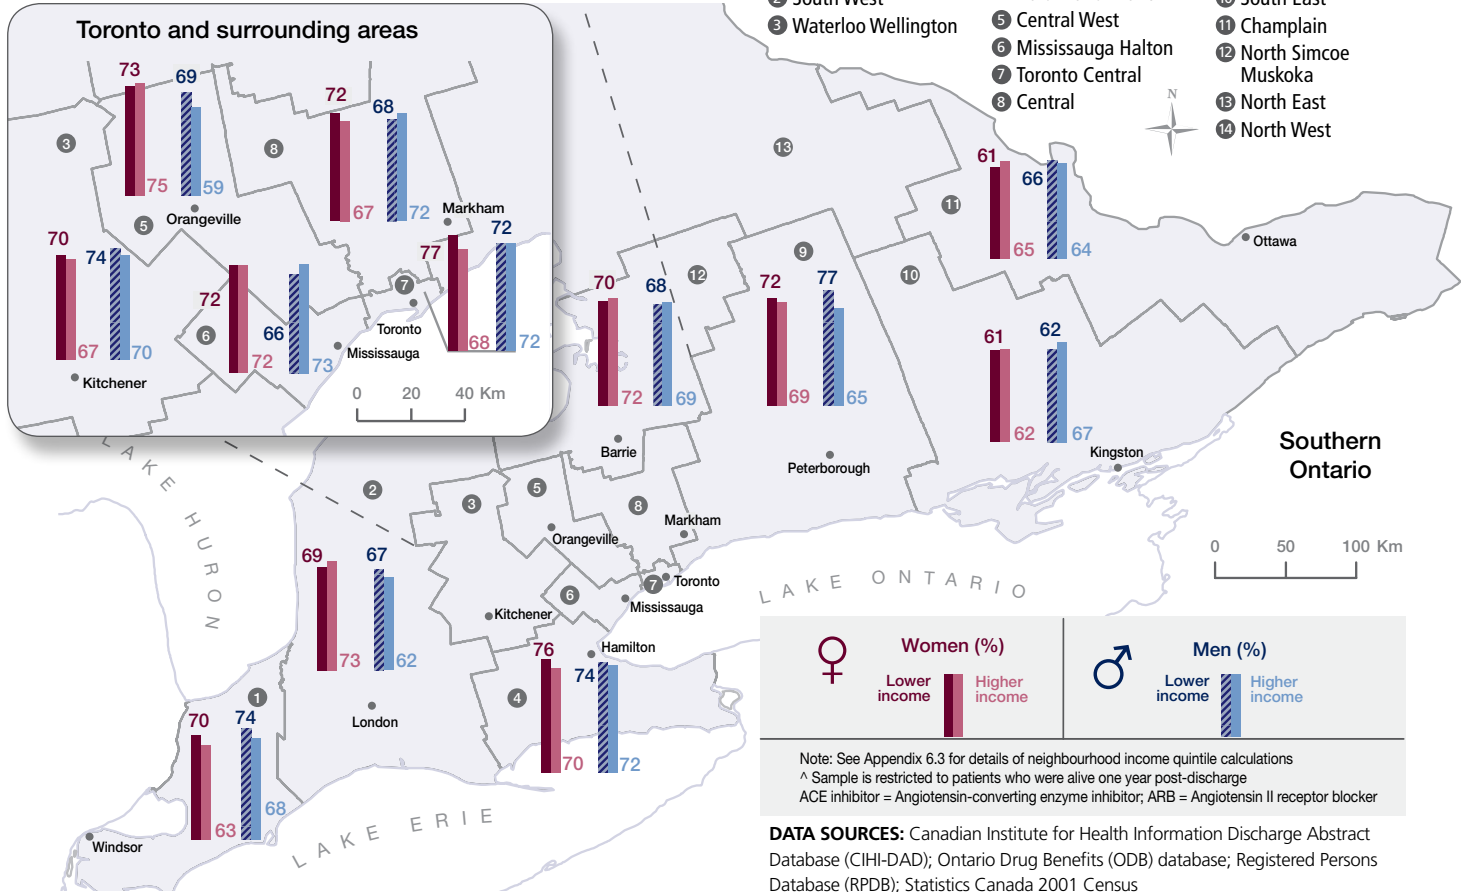 Toronto and surrounding areas
2 South West
3 Waterloo Wellington
5 Central West
6 Mississauga Halton
7 Toronto Central
8 Central
10 South East
11 Champlain
12 North Simcoe
Muskoka
13 North East
14 North West
N
73
75
69
59
72
67
68
72
3
8
5
Orangeville
Markham
70
67
74
70
Kitchener
72
72
66
73
6
7
Toronto
Mississauga
77
68
72
72
0 20 40 Km
13
11
61
65
66
64
Ottawa
12
9
10
70
72
68
69
72
69
77
65
61
62
62
67
Barrie
Peterborough
Kingston
Southern
Ontario
0 50 100 Km
LAKE HURON
2
3
5
8
Markham
Orangeville
7
Toronto
6
Mississauga
Kitchener
LAKE ONTARIO
69
73
67
62
London
Hamilton
4
76
70
74
72
1
70
63
74
68
Windsor
LAKE ERIE
Women (%)
Lower
income
Higher
income
Men (%)
Lower
income
Higher
income
Note: See Appendix 6.3 for details of neighbourhood income quintile calculations
^ Sample is restricted to patients who were alive one year post-discharge
ACE inhibitor = Angiotensin-converting enzyme inhibitor; ARB = Angiotensin II receptor blocker
DATA SOURCES: Canadian Institute for Health Information Discharge Abstract
Database (CIHI-DAD); Ontario Drug Benefits (ODB) database; Registered Persons
Database (RPDB); Statistics Canada 2001 Census